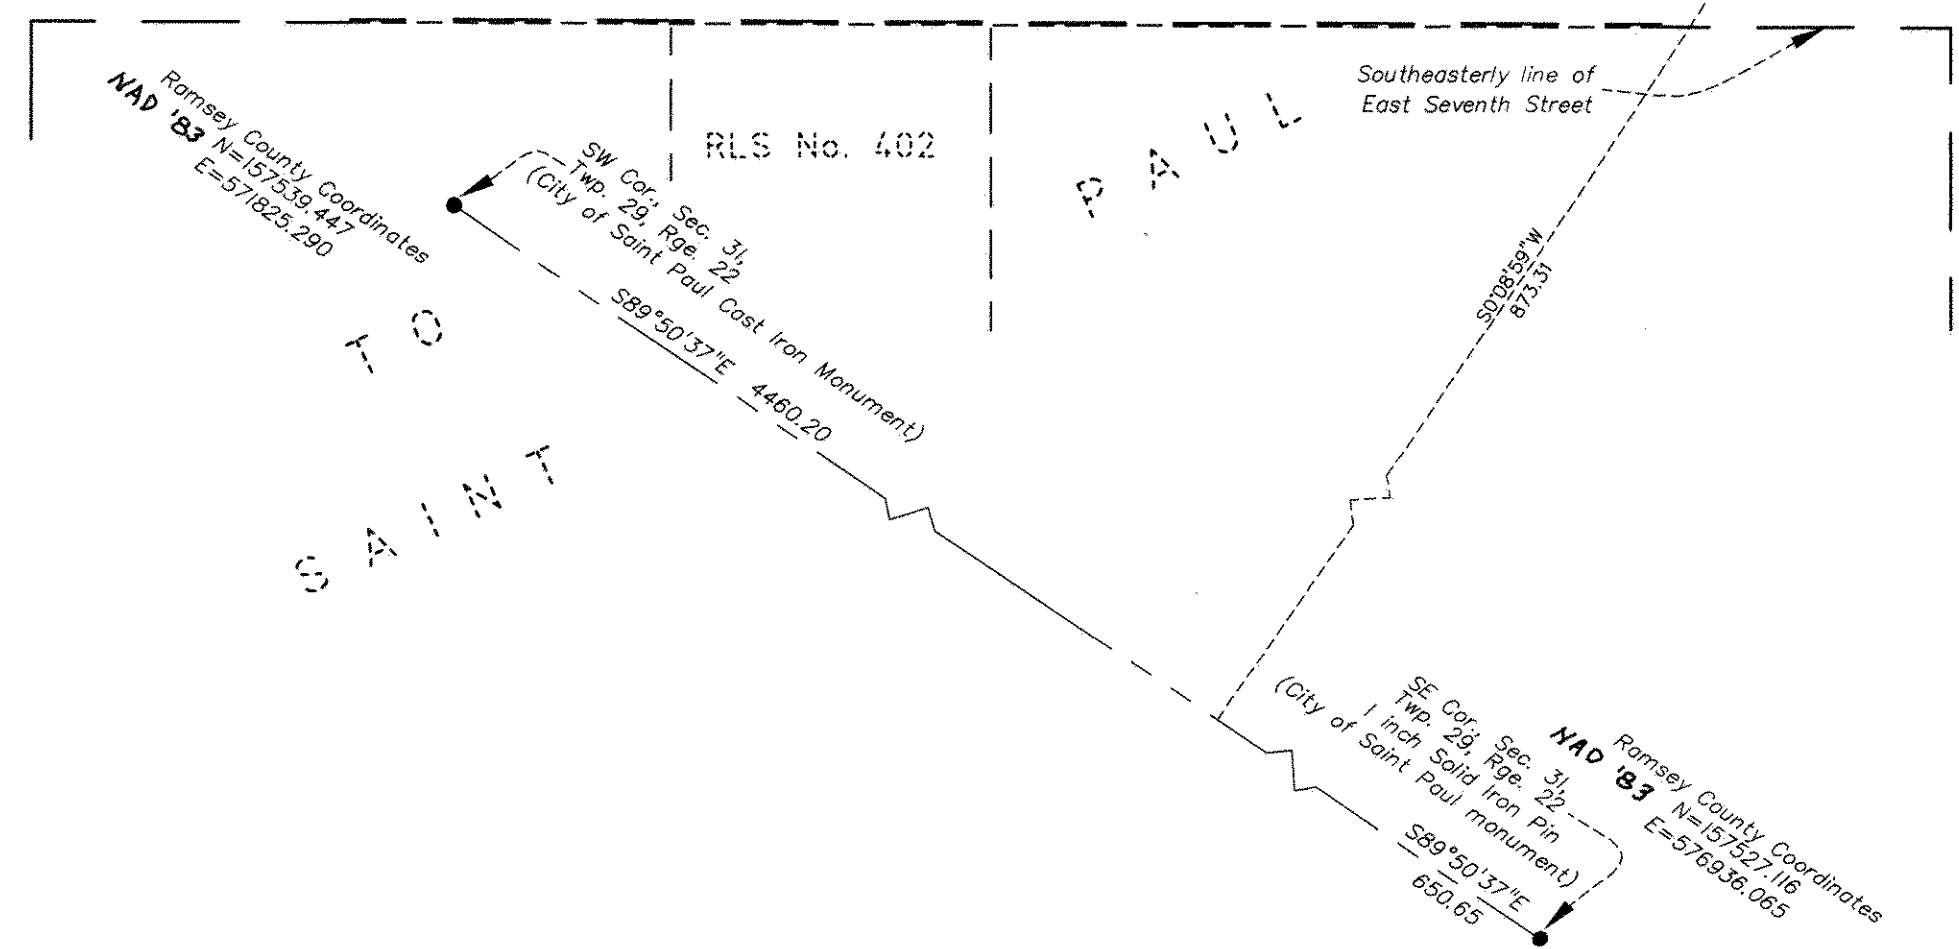 Southeasterly line of
East Seventh Street
RLS No. 402
P A U L
Ramsey County Coordinates
NAD '83 N=157539.447
E=571825.290
SW Cor., Sec. 31,
Twp. 29, Rge. 22
(City of Saint Paul Cast Iron Monument)
S89°50'37"E 4460.20
S0°08'59"W
873.31
T O
S A I N T
SE Cor., Sec. 31,
Twp. 29, Rge. 22
1 inch Solid Iron Pin
(City of Saint Paul monument)
Ramsey County Coordinates
NAD '83 N=157527.116
E=576936.065
S89°50'37"E
650.65